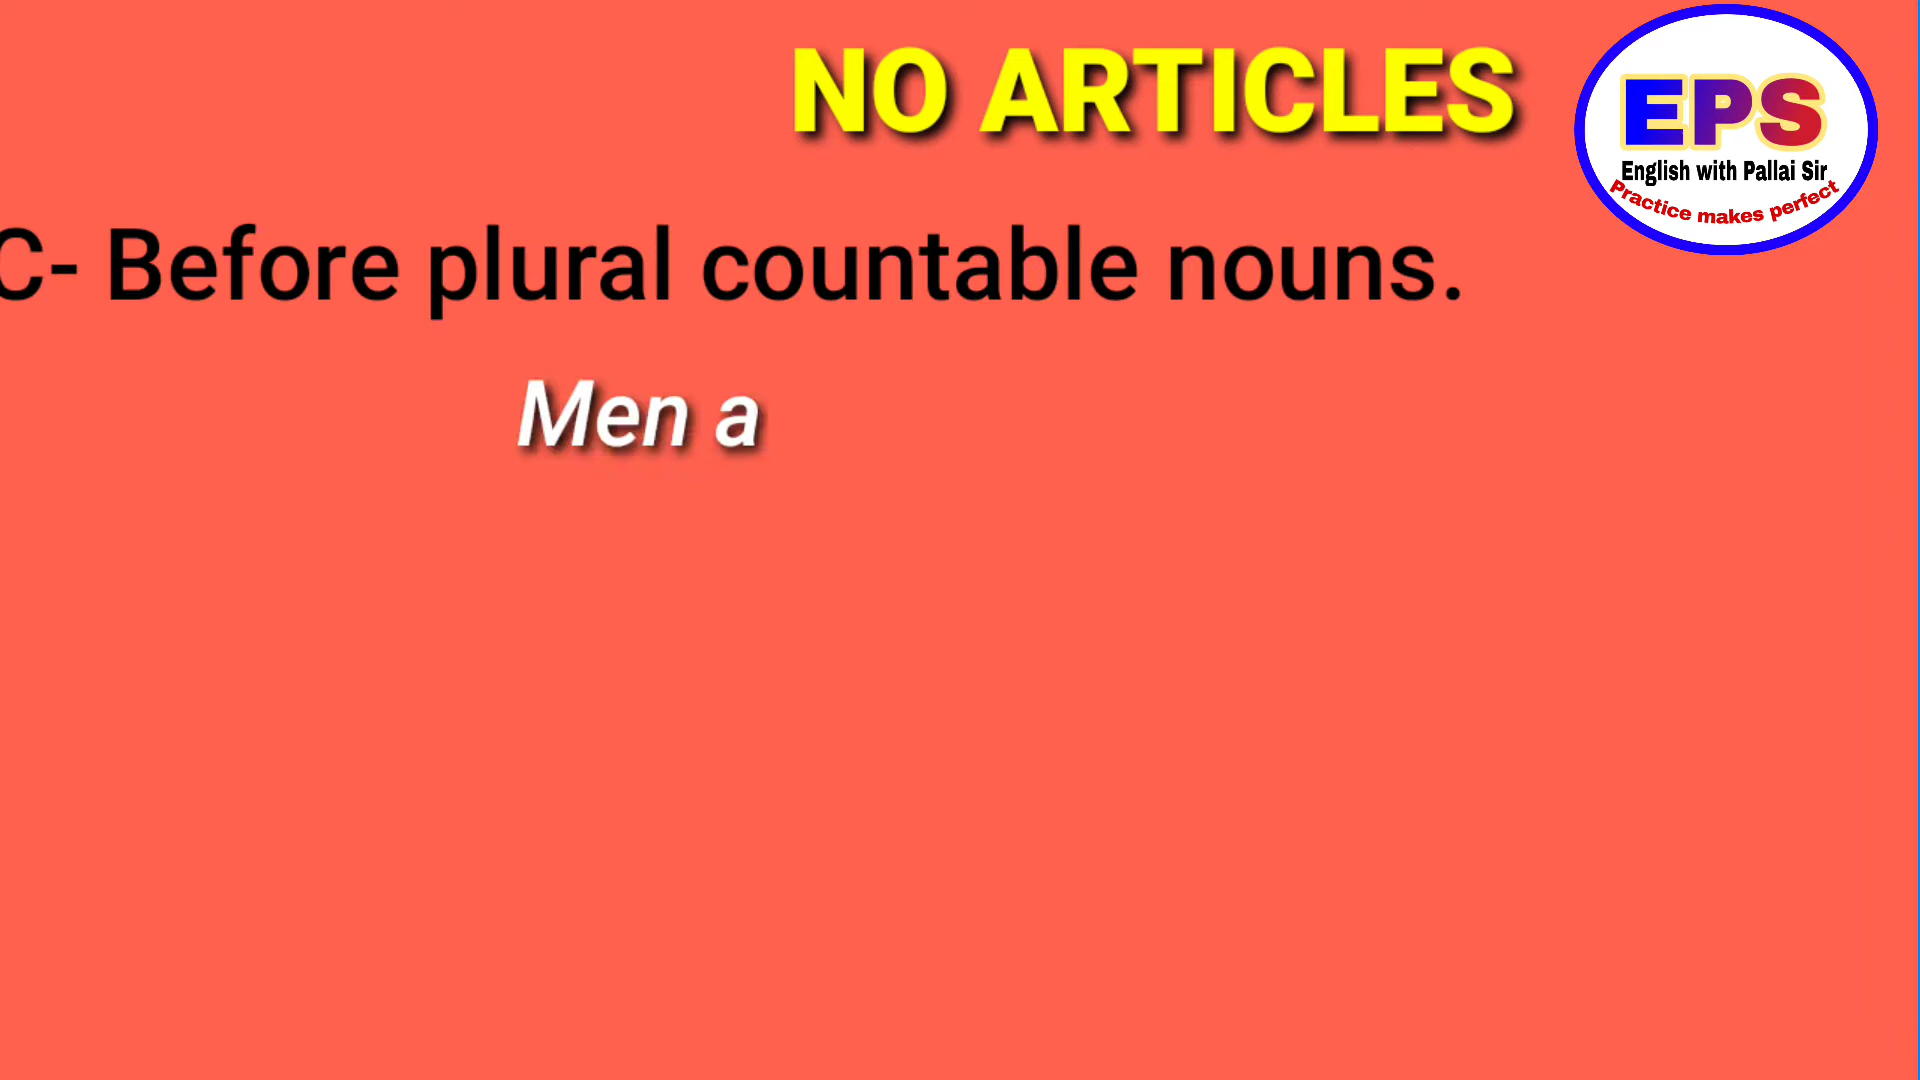 NO ARTICLES
EPS
English with Pallai Sir
Practice makes perfect
C- Before plural countable nouns.
Men a